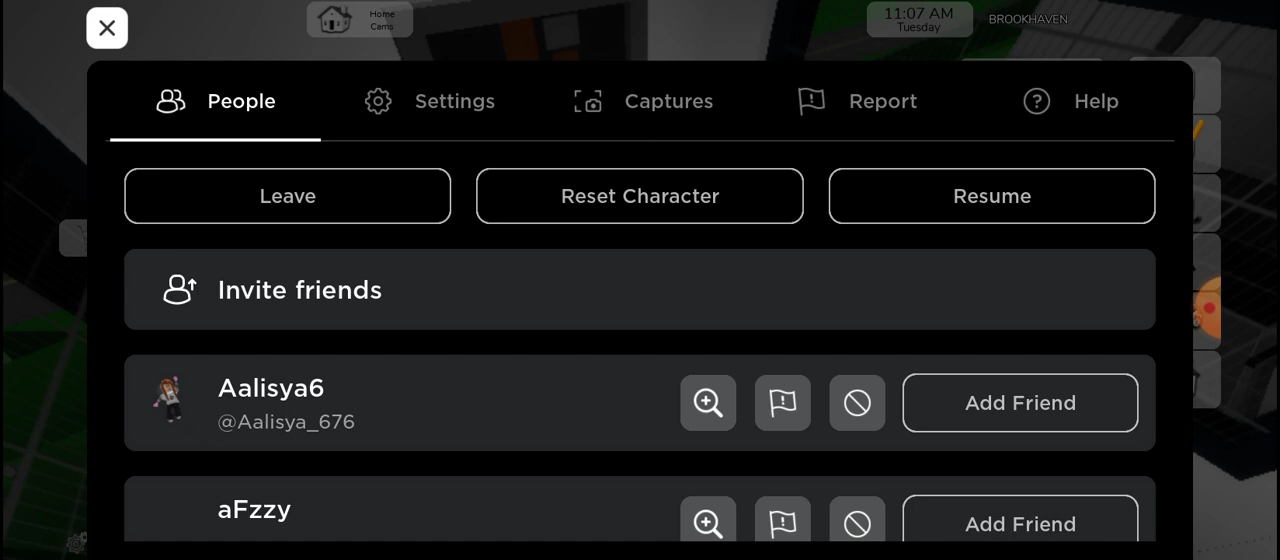 Home
Cams
11:07 AM
Tuesday
BROOKHAVEN
People
Settings
Captures
Report
Help
Leave
Reset Character
Resume
Invite friends
Aalisya6
@Aalisya_676
Add Friend
aFzzy
Add Friend